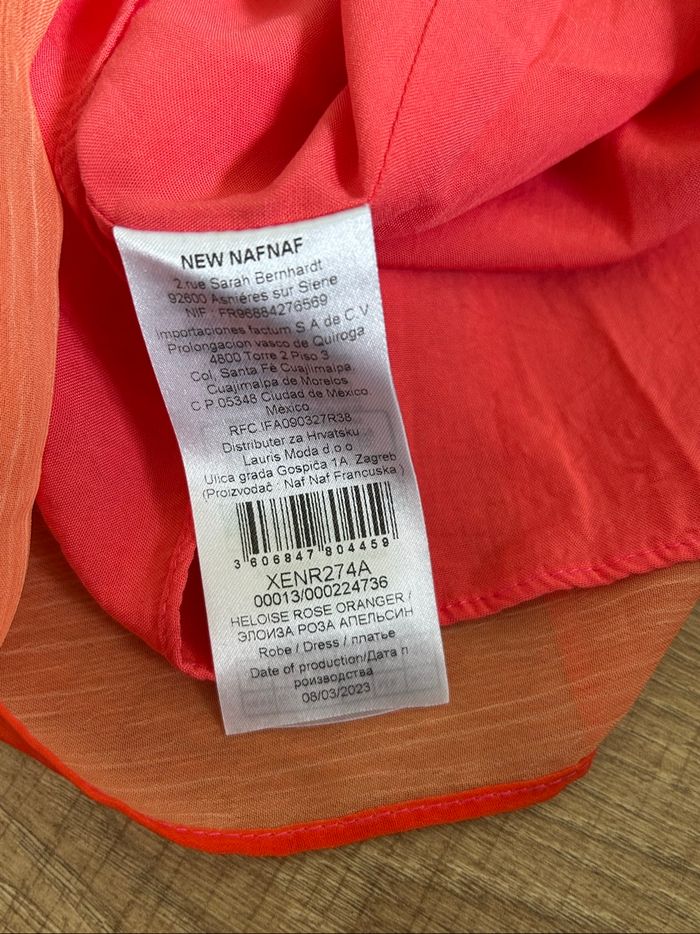 NEW NAFNAF
2.rue Sarah Bernhardt
92600 Asniéres sur Siene
NIF : FR96884276569
Importaciones factum S A de C.V
Prolongacion vasco de Quiroga
4800 Torre 2 Piso 3
Col, Santa Fé Cuajimalpa,
Cuajimalpa de Morelos
C P 05348 Ciudad de México,
México
RFC :IFA090327R38
Distributer za Hrvatsku
Lauris Moda d.o o
Ulica grada Gospića 1A, Zagreb
(Proizvođač : Naf Naf Francuska )
3 606847 804459
XENR274A
00013/000224736
HELOISE ROSE ORANGER /
ЭЛОИЗА РОЗА АПЕЛЬСИН
Robe / Dress / платье
Date of production/Дата п
роизводства
08/03/2023